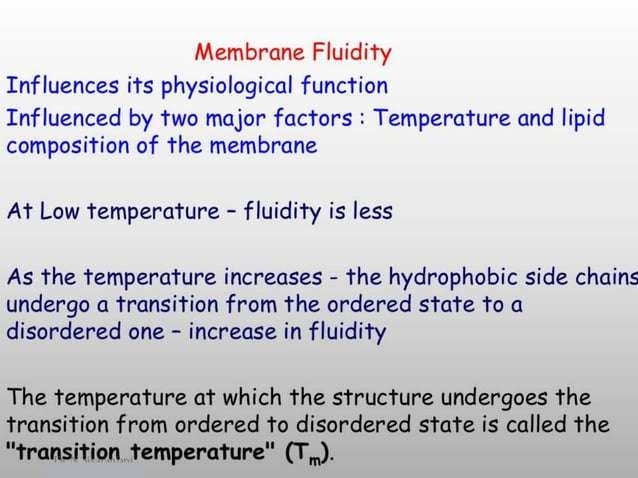 Membrane Fluidity
Influences its physiological function
Influenced by two major factors : Temperature and lipid
composition of the membrane
At Low temperature – fluidity is less
As the temperature increases - the hydrophobic side chains
undergo a transition from the ordered state to a
disordered one – increase in fluidity
The temperature at which the structure undergoes the
transition from ordered to disordered state is called the
"transition temperature" (Tm).